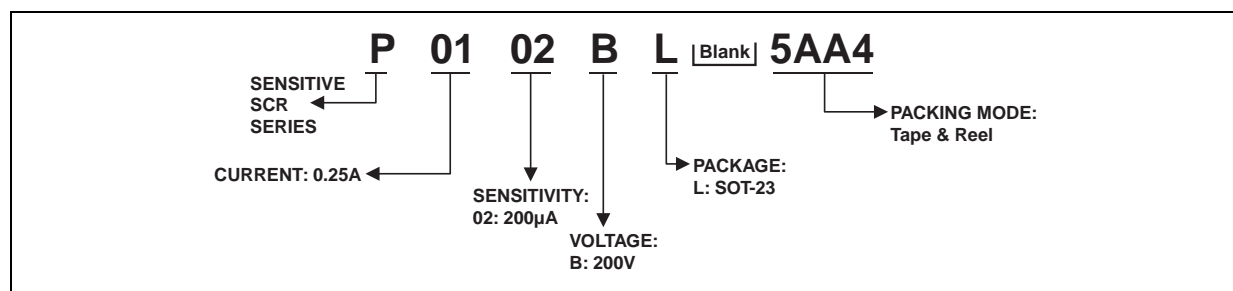 P 01 02 B L Blank 5AA4
SENSITIVE
SCR
SERIES
PACKING MODE:
Tape & Reel
CURRENT: 0.25A
PACKAGE:
L: SOT-23
SENSITIVITY:
02: 200µA
VOLTAGE:
B: 200V